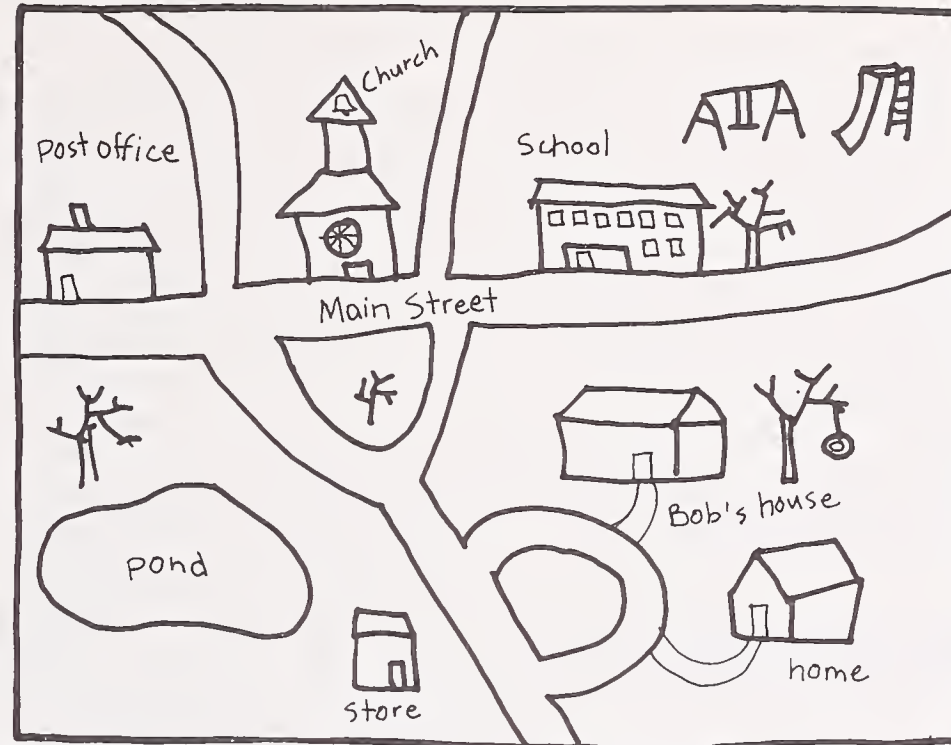 Church
Post office
School
Main Street
Bob's house
pond
home
store